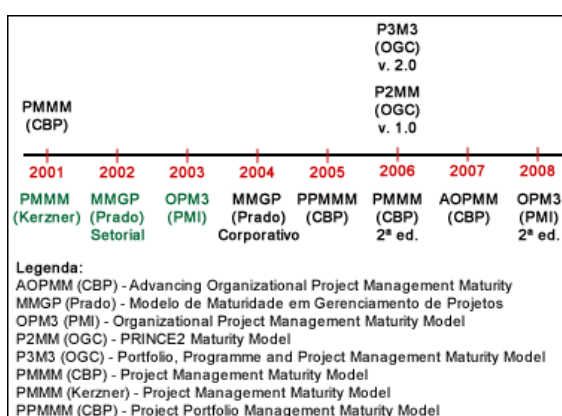 P3M3
(OGC)
v. 2.0
PMMM
(CBP)
P2MM
(OGC)
v. 1.0
2001 2002 2003 2004 2005 2006 2007 2008
PMMM MMGP OPM3 MMGP PPMMM PMMM AOPMM OPM3
(Kerzner) (Prado) (PMI) (Prado) (CBP) (CBP) (CBP) (PMI)
Setorial Corporativo 2ª ed. 2ª ed.
Legenda:
AOPMM (CBP) - Advancing Organizational Project Management Maturity
MMGP (Prado) - Modelo de Maturidade em Gerenciamento de Projetos
OPM3 (PMI) - Organizational Project Management Maturity Model
P2MM (OGC) - PRINCE2 Maturity Model
P3M3 (OGC) - Portfolio, Programme and Project Management Maturity Model
PMMM (CBP) - Project Management Maturity Model
PMMM (Kerzner) - Project Management Maturity Model
PPMMM (CBP) - Project Portfolio Management Maturity Model